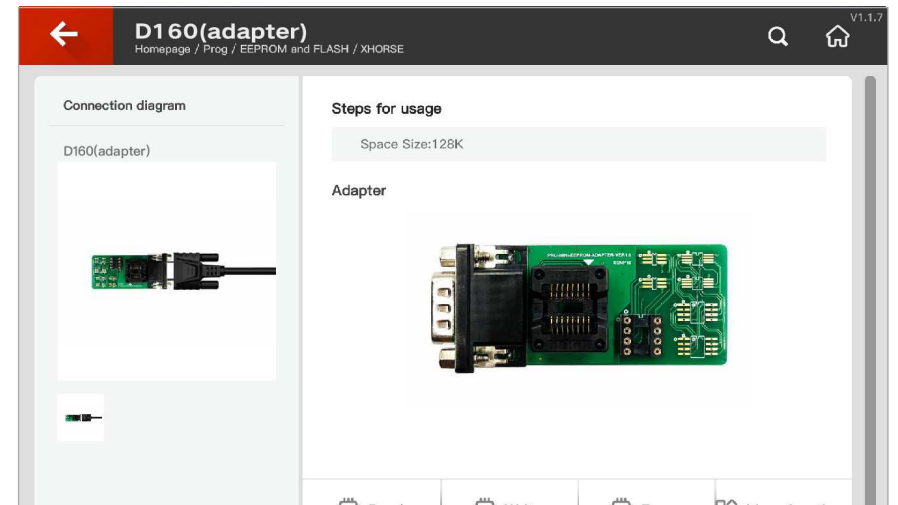 D160(adapter)
Homepage / Prog / EEPROM and FLASH / XHORSE
V1.1.7
Connection diagram
D160(adapter)
Steps for usage
Space Size:128K
Adapter